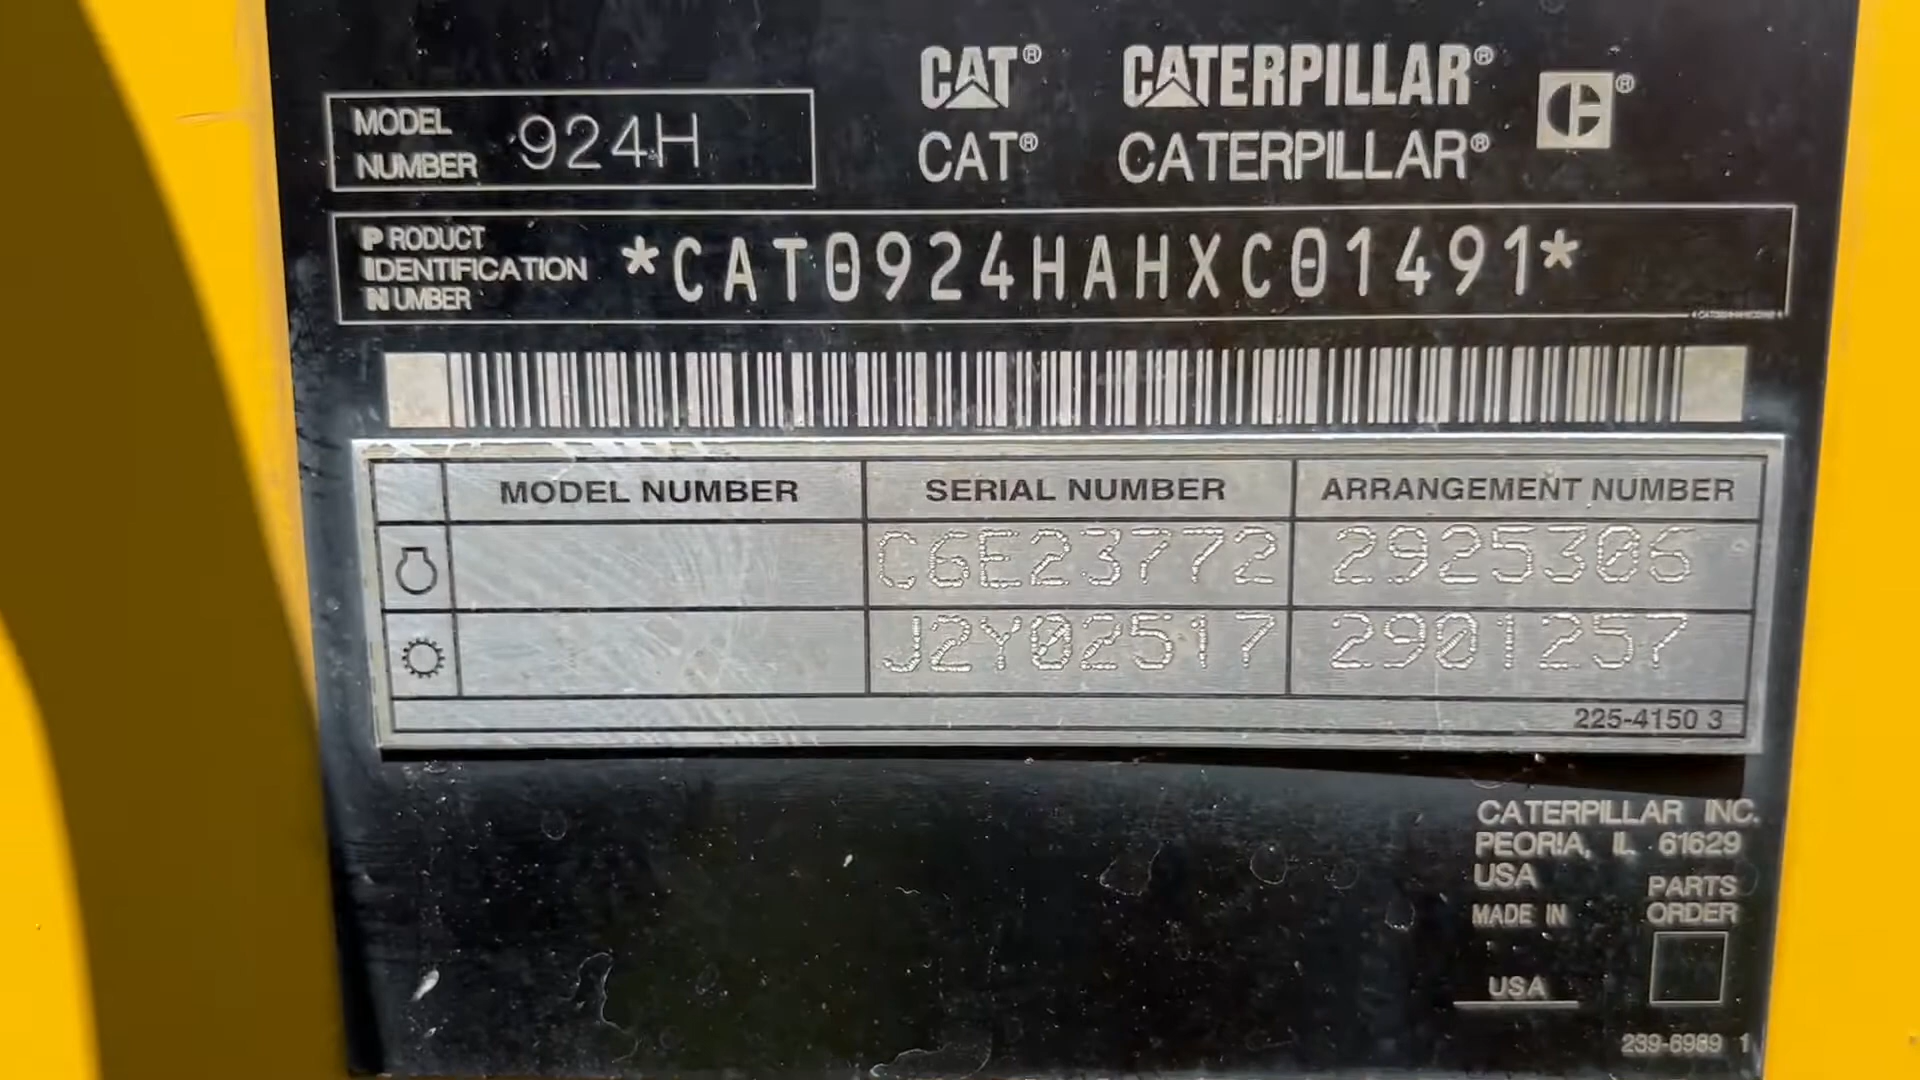 CAT® CATERPILLAR® ®
MODEL NUMBER 924H
CAT® CATERPILLAR®
PRODUCT IDENTIFICATION NUMBER *CAT0924HAHXC01491*
MODEL NUMBER SERIAL NUMBER ARRANGEMENT NUMBER
C6E23772 2925306
J2Y02517 2901257
225-4150 3
CATERPILLAR INC.
PEORIA, IL 61629
USA
PARTS ORDER
MADE IN
USA
239-6989 1